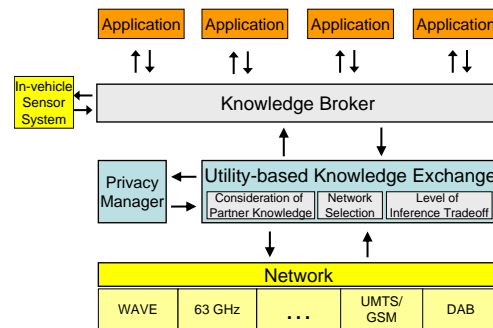 Application Application Application Application
In-vehicle
Sensor
System
Knowledge Broker
Privacy
Manager
Utility-based Knowledge Exchange
Consideration of
Partner Knowledge
Network
Selection
Level of
Inference Tradeoff
Network
WAVE
63 GHz
...
UMTS/
GSM
DAB